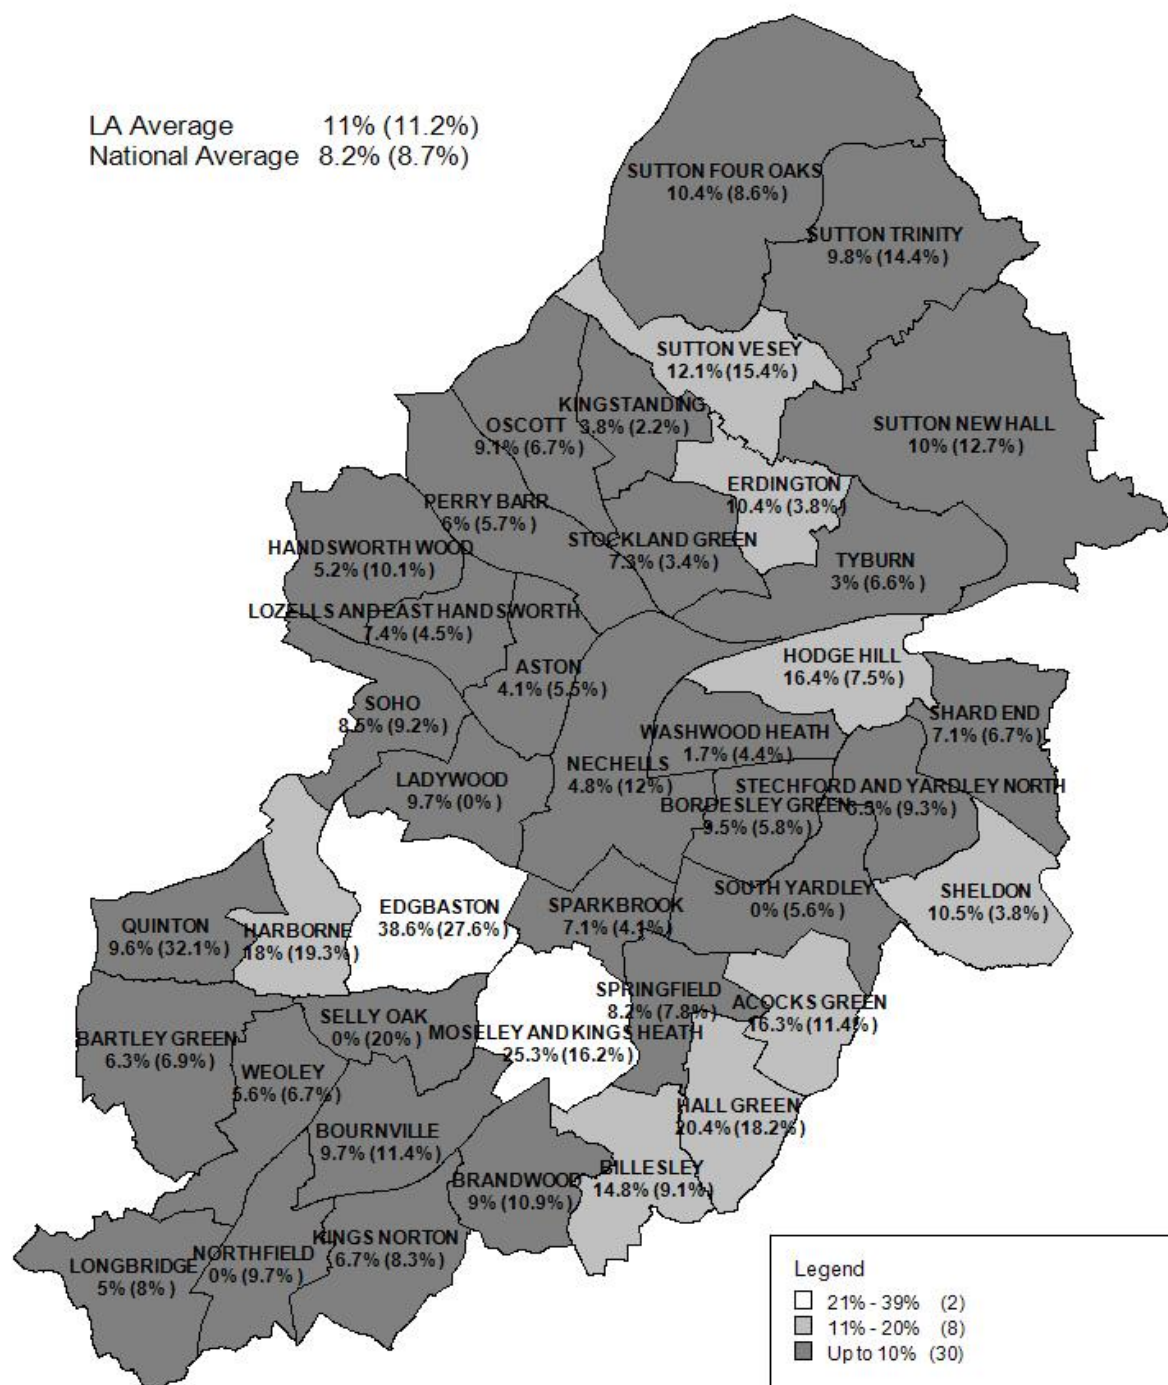 LA Average 11% (11.2%)
National Average 8.2% (8.7%)
SUTTON FOUR OAKS
10.4% (8.6%)
SUTTON TRINITY
9.8% (14.4%)
SUTTON VESEY
12.1% (15.4%)
KINGSTANDING
3.8% (2.2%)
OSCOTT
9.1% (6.7%)
SUTTON NEW HALL
10% (12.7%)
ERDINGTON
10.4% (3.8%)
PERRY BARR
6% (5.7%)
STOCKLAND GREEN
7.3% (3.4%)
HANDSWORTH WOOD
5.2% (10.1%)
TYBURN
3% (6.6%)
LOZELLS AND EAST HANDSWORTH
7.4% (4.5%)
ASTON
4.1% (5.5%)
HODGE HILL
16.4% (7.5%)
SOHO
8.5% (9.2%)
SHARD END
7.1% (6.7%)
WASHWOOD HEATH
1.7% (4.4%)
NECHELLS
4.8% (12%)
LADYWOOD
9.7% (0%)
STECHFORD AND YARDLEY NORTH
(9.3%)
BORDESLEY GREEN
9.5% (5.8%)
SOUTH YARDLEY
0% (5.6%)
SHELDON
10.5% (3.8%)
EDGBASTON
38.6% (27.6%)
SPARKBROOK
7.1% (4.1%)
QUINTON
9.6% (32.1%)
HARBORNE
18% (19.3%)
SPRINGFIELD
8.2% (7.8%)
ACOCKS GREEN
16.3% (11.4%)
SELLY OAK
0% (20%)
MOSELEY AND KINGS HEATH
25.3% (16.2%)
BARTLEY GREEN
6.3% (6.9%)
WEOLEY
5.6% (6.7%)
HALL GREEN
20.4% (18.2%)
BOURNVILLE
9.7% (11.4%)
BRANDWOOD
9% (10.9%)
BILLESLEY
14.8% (9.1%)
KINGS NORTON
6.7% (8.3%)
NORTHFIELD
0% (9.7%)
LONGBRIDGE
5% (8%)
Legend
21% - 39% (2)
11% - 20% (8)
Up to 10% (30)